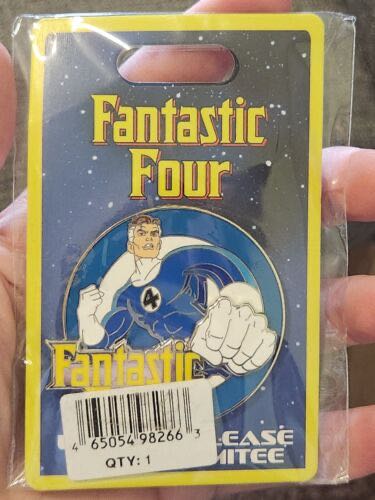 Fantastic
Four
4
Fantastic
LEASE
MITEE
4 65054 98266 3
QTY: 1